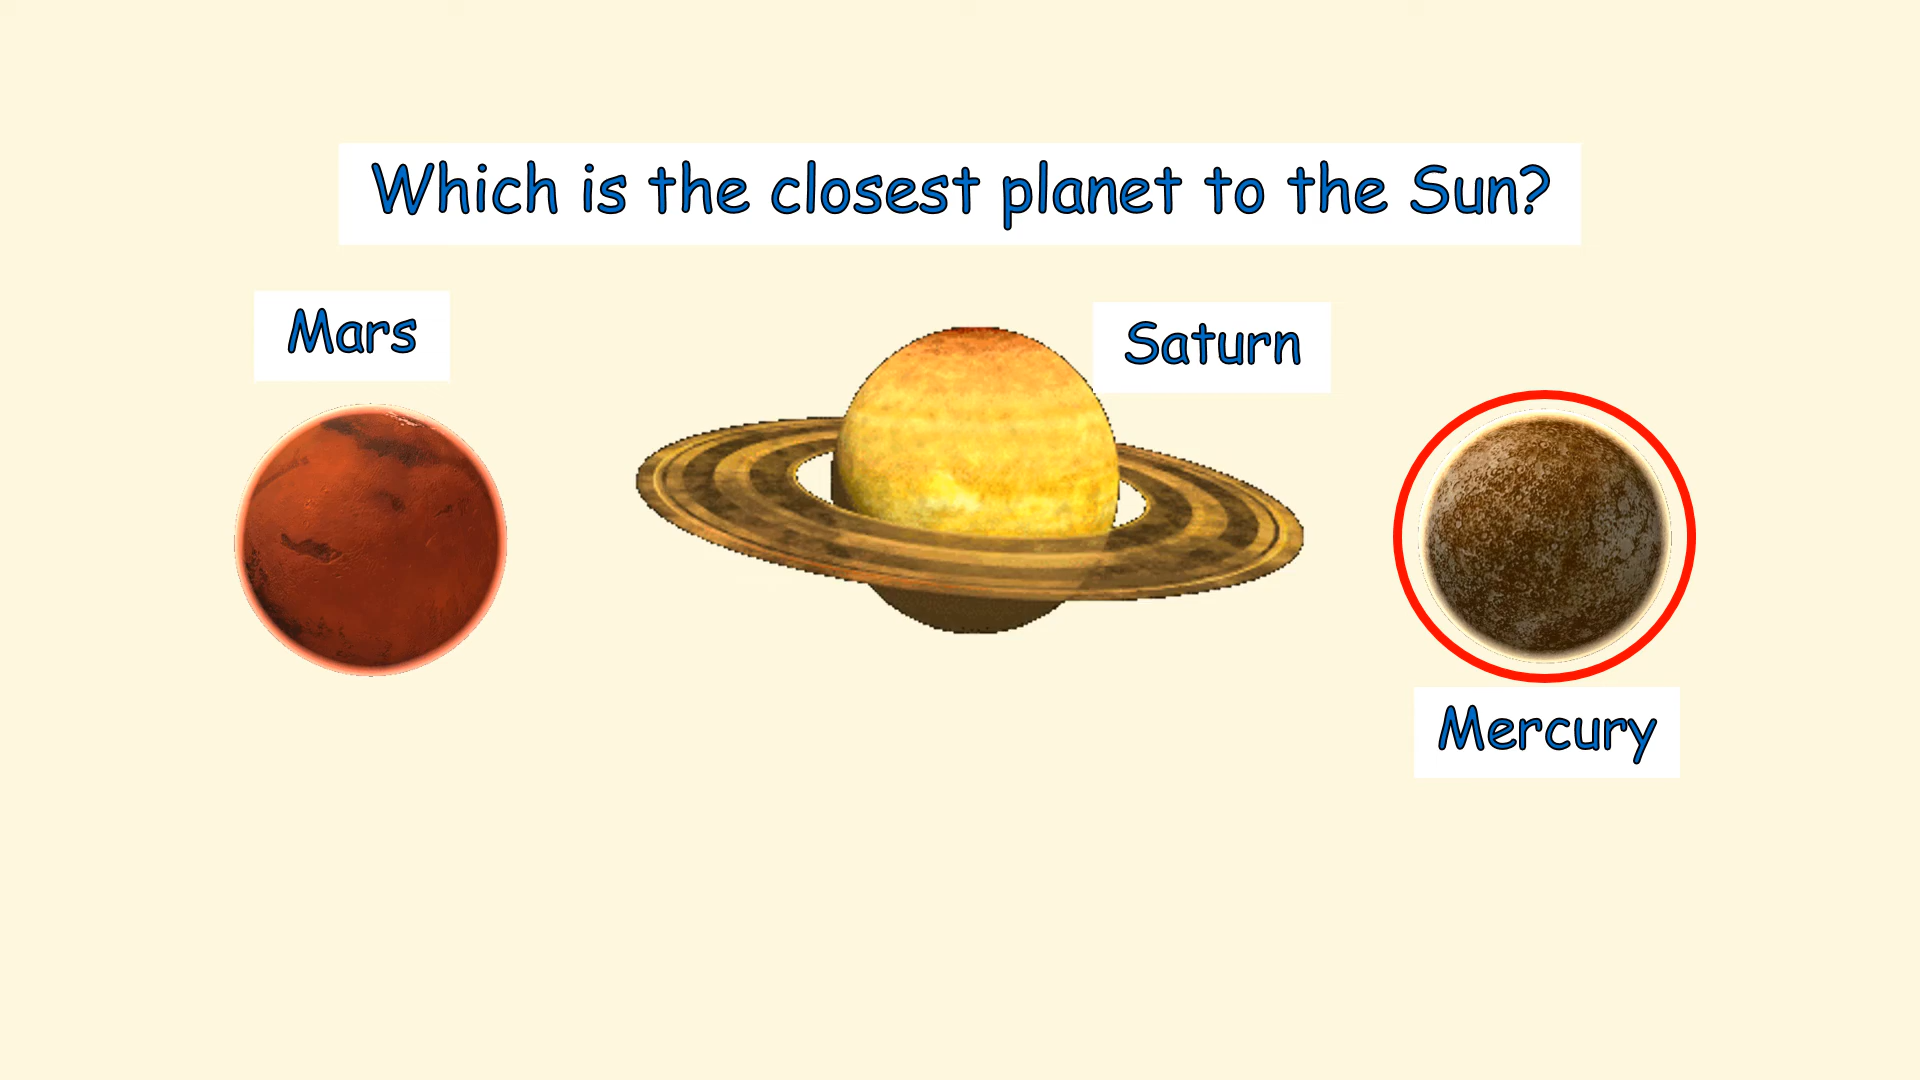 Which is the closest planet to the Sun?
Mars
Saturn
Mercury